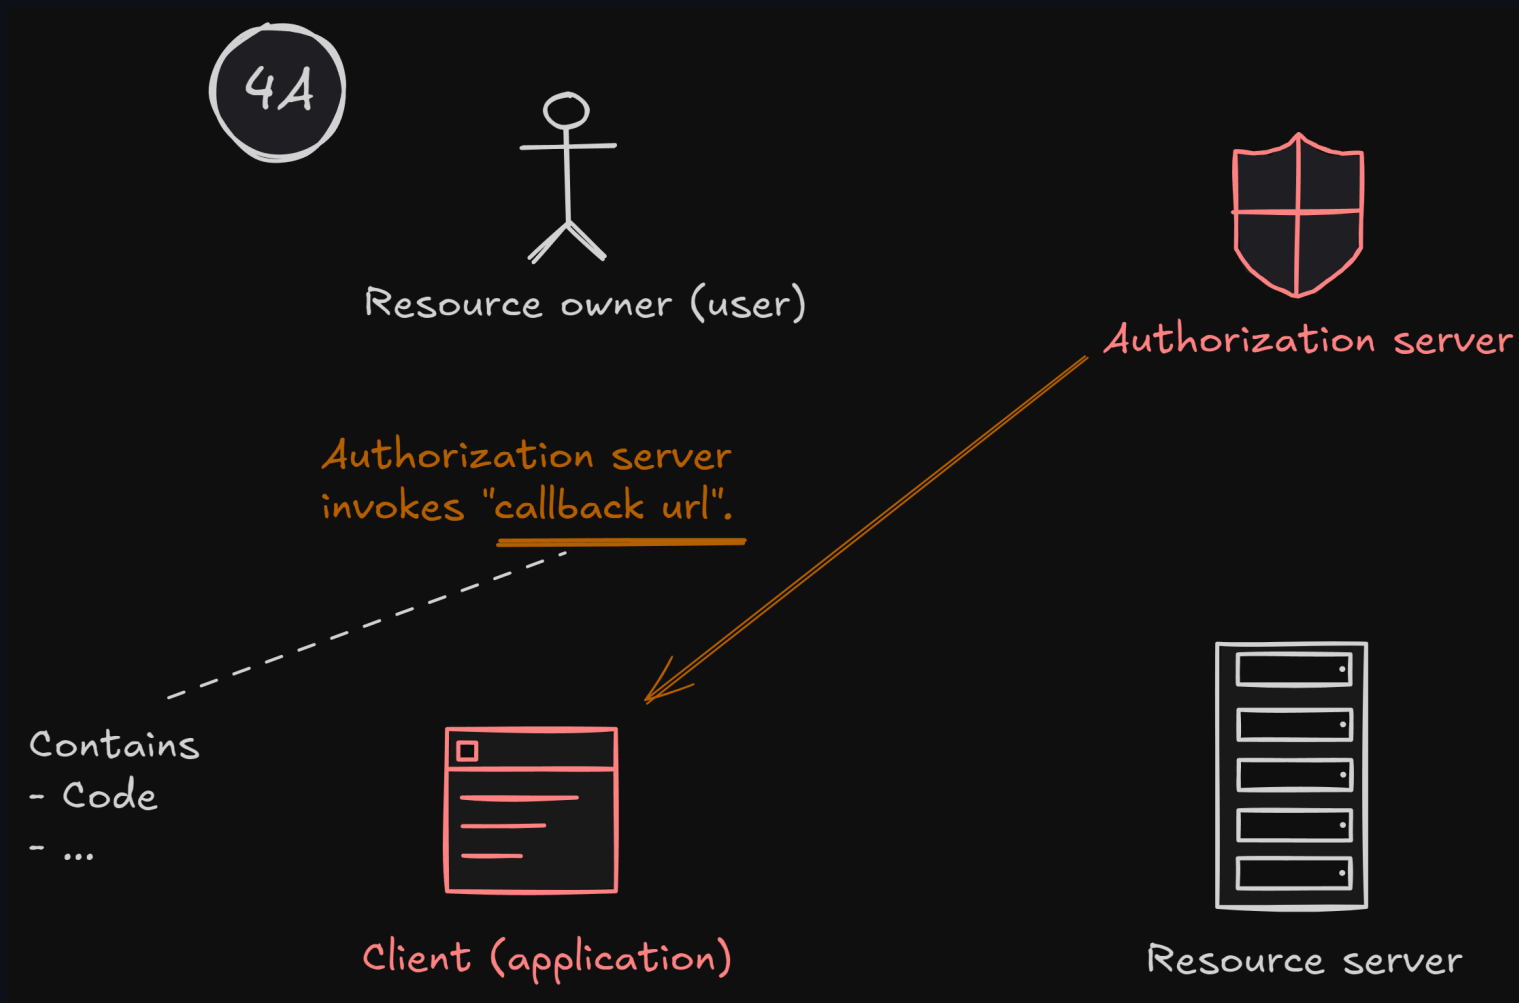 4A
Resource owner (user)
Authorization server
Authorization server
invokes "callback url".
Contains
- Code
- ...
Client (application)
Resource server